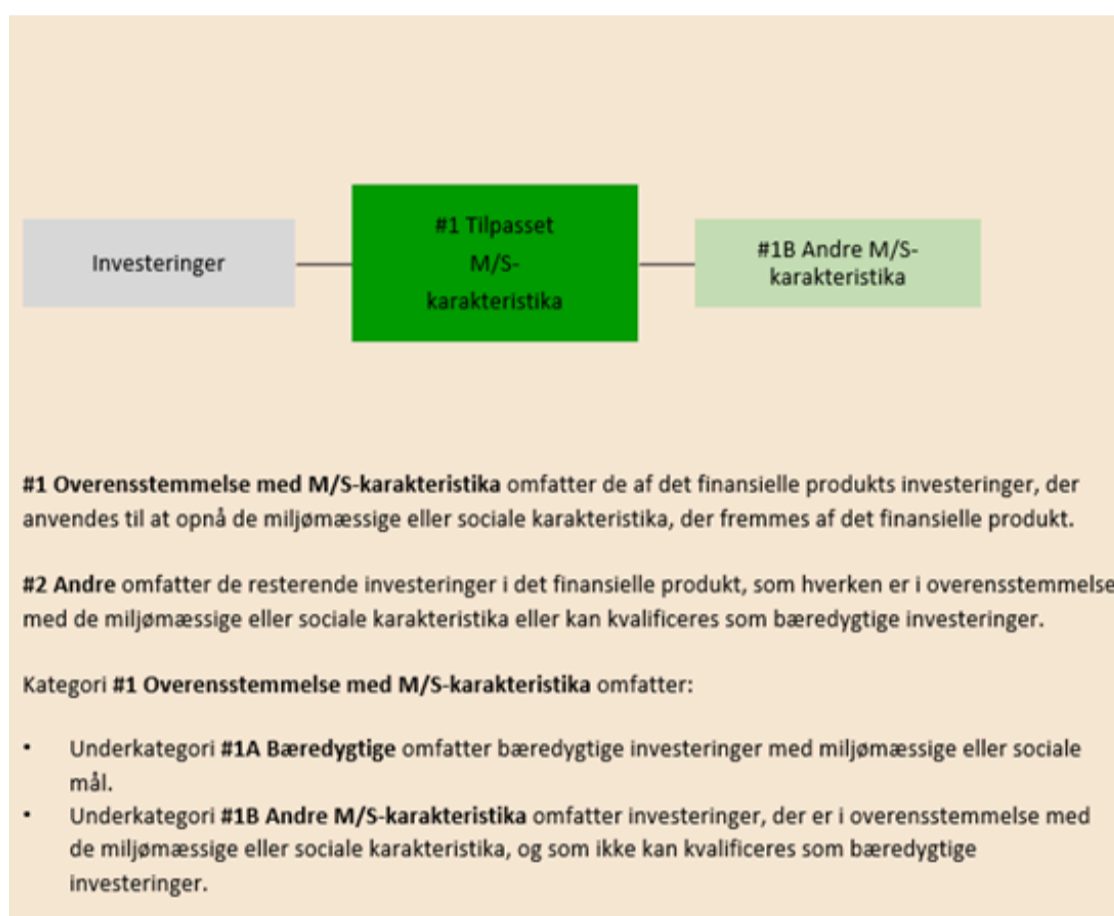 Investeringer
#1 Tilpasset
M/S-
karakteristika
#1B Andre M/S-
karakteristika
#1 Overensstemmelse med M/S-karakteristika omfatter de af det finansielle produkts investeringer, der
anvendes til at opnå de miljømæssige eller sociale karakteristika, der fremmes af det finansielle produkt.
#2 Andre omfatter de resterende investeringer i det finansielle produkt, som hverken er i overensstemmelse
med de miljømæssige eller sociale karakteristika eller kan kvalificeres som bæredygtige investeringer.
Kategori #1 Overensstemmelse med M/S-karakteristika omfatter:
• Underkategori #1A Bæredygtige omfatter bæredygtige investeringer med miljømæssige eller sociale
mål.
• Underkategori #1B Andre M/S-karakteristika omfatter investeringer, der er i overensstemmelse med
de miljømæssige eller sociale karakteristika, og som ikke kan kvalificeres som bæredygtige
investeringer.